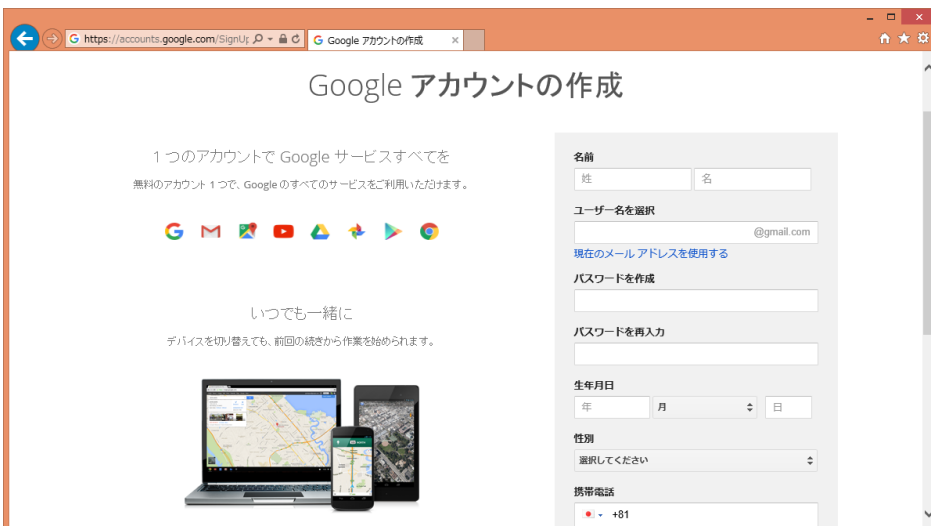 https://accounts.google.com/SignUp
Google アカウントの作成
Google アカウントの作成
1 つのアカウントで Google サービスすべてを
無料のアカウント 1 つで、Google のすべてのサービスをご利用いただけます。
いつでも一緒に
デバイスを切り替えても、前回の続きから作業を始められます。
名前
姓 名
ユーザー名を選択
@gmail.com
現在のメール アドレスを使用する
パスワードを作成
パスワードを再入力
生年月日
年 月 日
性別
選択してください
携帯電話
+81